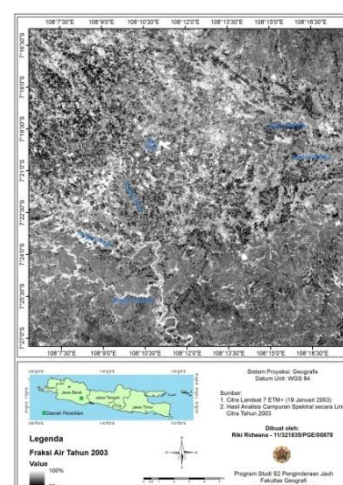 108°7'30"E 108°9'0"E 108°10'30"E 108°12'0"E 108°13'30"E 108°15'0"E 108°16'30"E
7°16'30"S
7°18'0"S
7°19'30"S
7°21'0"S
7°22'30"S
7°24'0"S
7°25'30"S
7°27'0"S
108°7'30"E 108°9'0"E 108°10'30"E 108°12'0"E 108°13'30"E 108°15'0"E 108°16'30"E
Jawa Barat
Jawa Tengah
Jawa Timur
Daerah Penelitian
Sistem Proyeksi: Geografis
Datum Unit: WGS 84
Sumber:
1. Citra Landsat 7 ETM+ (19 Januari 2003)
2. Hasil Analisis Campuran Spektral secara Lin
Citra Tahun 2003
Dibuat oleh:
Riki Ridwana - 11/321835/PGE/00878
Legenda
Fraksi Air Tahun 2003
Value
100%
Program Studi S2 Penginderaan Jauh
Fakultas Geografi